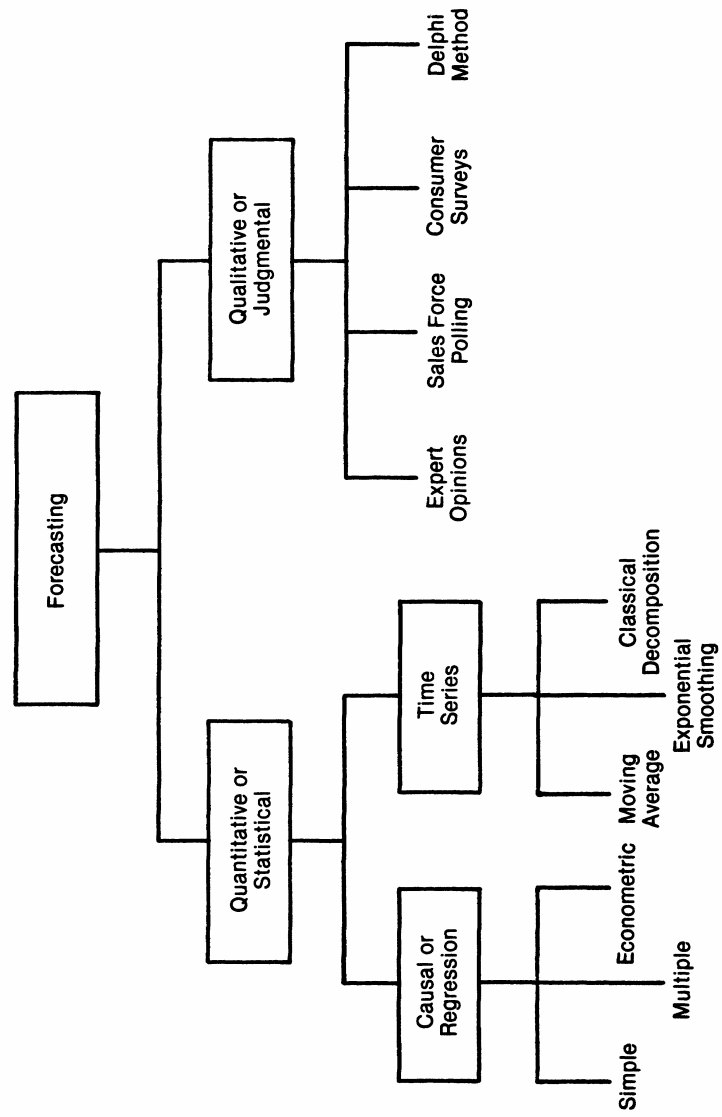 Forecasting
Quantitative or
Statistical
Qualitative or
Judgmental
Causal or
Regression
Time
Series
Expert
Opinions
Sales Force
Polling
Consumer
Surveys
Delphi
Method
Simple
Multiple
Econometric
Moving
Average
Exponential
Smoothing
Classical
Decomposition